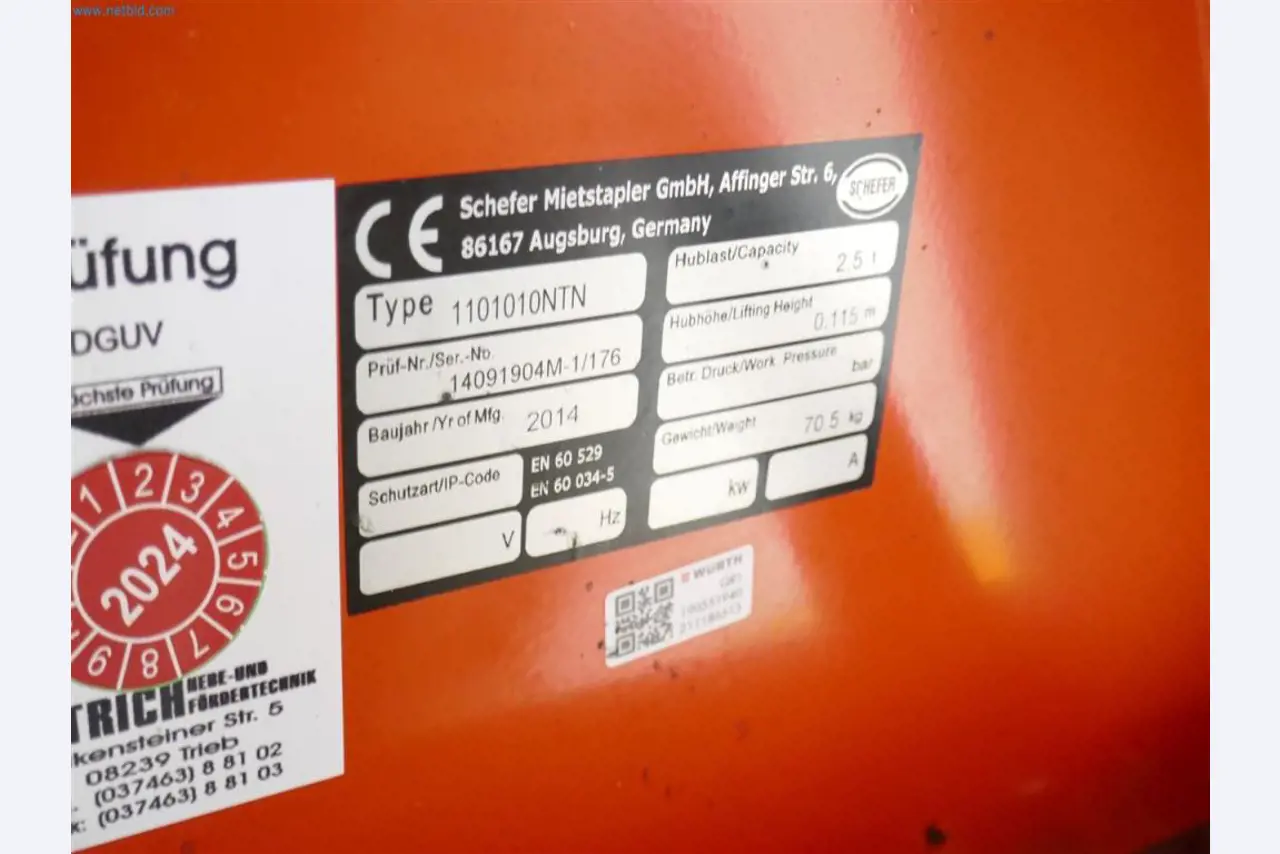 www.netbid.com
Schefer Mietstapler GmbH, Affinger Str. 6,
86167 Augsburg, Germany
CE
SCHEFER
Type 1101010NTN
Prüf-Nr./Ser.-No.
14091904M-1/176
Baujahr/Yr of Mfg. 2014
Schutzart/IP-Code
EN 60 529
EN 60 034-5
V
Hz
Hublast/Capacity
2.5 t
Hubhöhe/Lifting Height
0.115 m
Betr. Druck/Work. Pressure
bar
Gewicht/Weight 70.5 kg
kw
A
üfung
DGUV
chste Prüfung
1 2 3 4 5 6 7 8 9
2024
TRICH HEBE-UND
FÖRDERTECHNIK
kensteiner Str. 5
08239 Trieb
(037463) 8 81 02
(037463) 8 81 03
WÜRTH